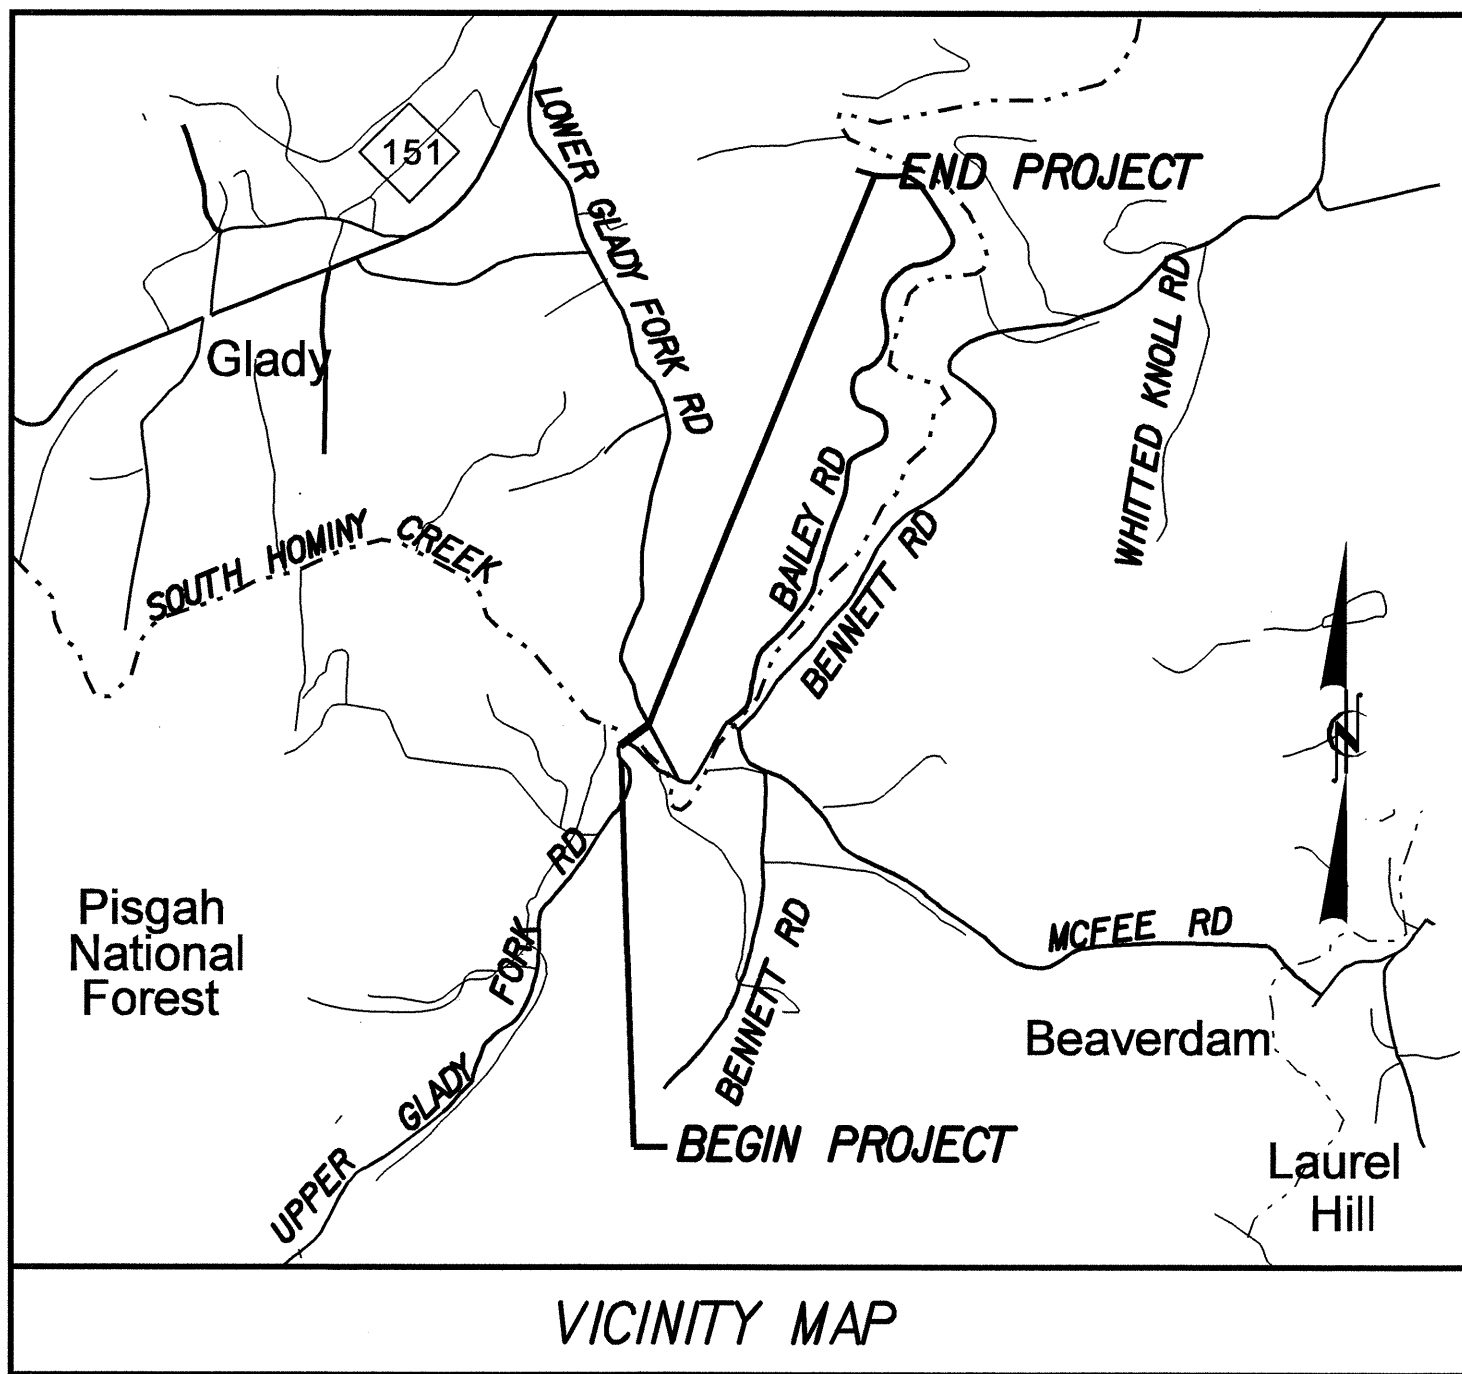 151
LOWER GLADY FORK RD
END PROJECT
Glady
WHITTED KNOLL RD
BAILEY RD
BENNETT RD
SOUTH HOMINY CREEK
N
Pisgah
National
Forest
UPPER GLADY FORK RD
BENNETT RD
MCFEE RD
Beaverdam
BEGIN PROJECT
Laurel
Hill
VICINITY MAP